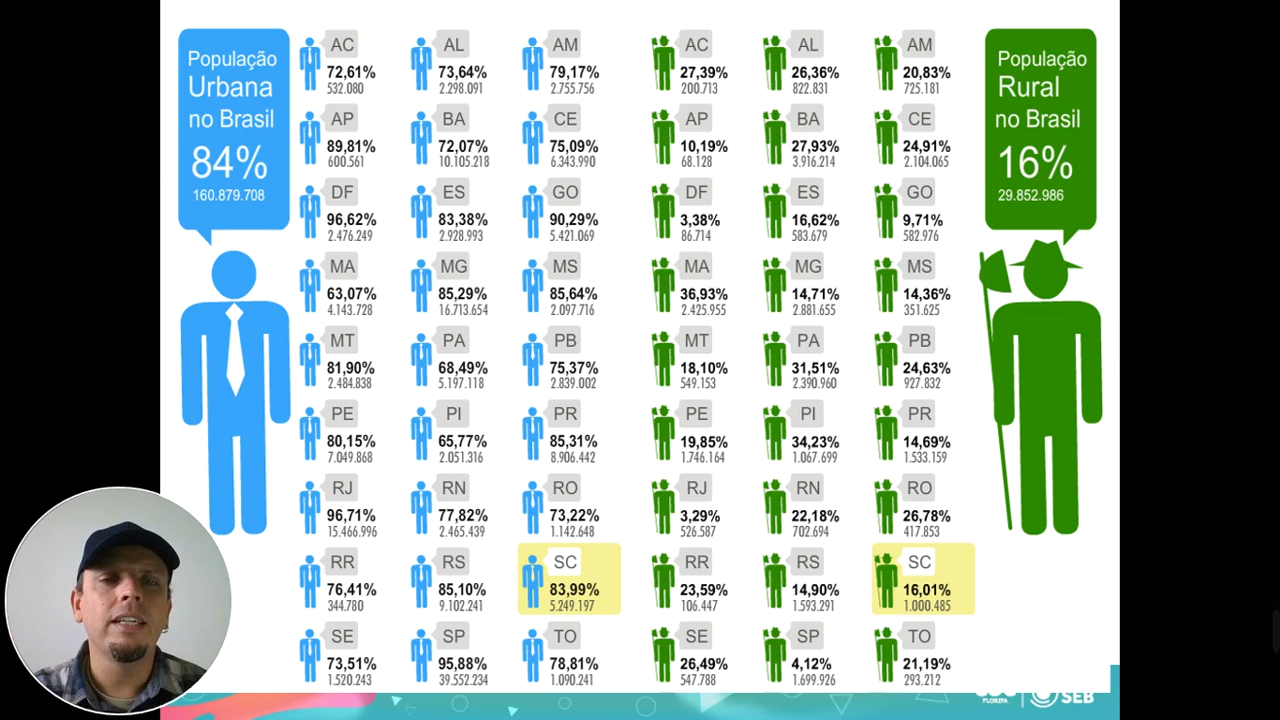 População
Urbana
no Brasil
84%
160.879.708
AC
72,61%
532.080
AL
73,64%
2.298.091
AM
79,17%
2.755.756
AP
89,81%
600.561
BA
72,07%
10.105.218
CE
75,09%
6.343.990
DF
96,62%
2.476.249
ES
83,38%
2.928.993
GO
90,29%
5.421.069
MA
63,07%
4.143.728
MG
85,29%
16.713.654
MS
85,64%
2.097.716
MT
81,90%
2.484.838
PA
68,49%
5.197.118
PB
75,37%
2.839.002
PE
80,15%
7.049.868
PI
65,77%
2.051.316
PR
85,31%
8.906.442
RJ
96,71%
15.466.996
RN
77,82%
2.465.439
RO
73,22%
1.142.648
RR
76,41%
344.780
RS
85,10%
9.102.241
SC
83,99%
5.249.197
SE
73,51%
1.520.243
SP
95,88%
39.552.234
TO
78,81%
1.090.241
AC
27,39%
200.713
AL
26,36%
822.831
AM
20,83%
725.181
AP
10,19%
68.128
BA
27,93%
3.916.214
CE
24,91%
2.104.065
DF
3,38%
86.714
ES
16,62%
583.679
GO
9,71%
582.976
MA
36,93%
2.425.955
MG
14,71%
2.881.655
MS
14,36%
351.625
MT
18,10%
549.153
PA
31,51%
2.390.960
PB
24,63%
927.832
PE
19,85%
1.746.164
PI
34,23%
1.067.699
PR
14,69%
1.533.159
RJ
3,29%
526.587
RN
22,18%
702.694
RO
26,78%
417.853
RR
23,59%
106.447
RS
14,90%
1.593.291
SC
16,01%
1.000.485
SE
26,49%
547.788
SP
4,12%
1.699.926
TO
21,19%
293.212
População
Rural
no Brasil
16%
29.852.986
FLORIPA
SEB